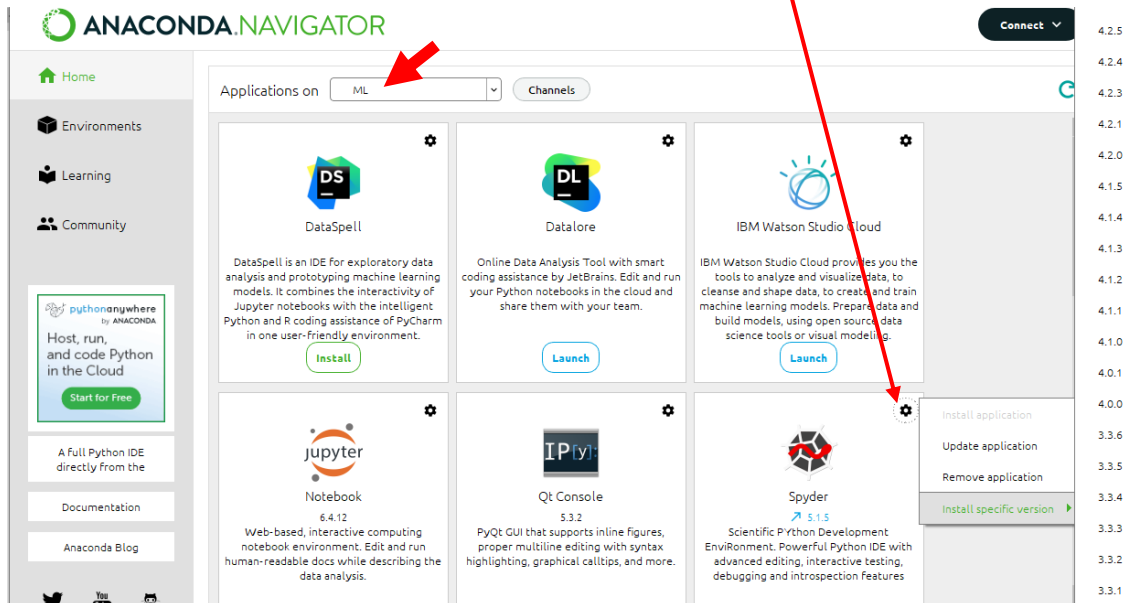 ANACONDA.NAVIGATOR
Connect
Home
Environments
Learning
Community
pythonanywhere
by ANACONDA
Host, run,
and code Python
in the Cloud
Start for Free
A full Python IDE
directly from the
Documentation
Anaconda Blog
You
Applications on
ML
Channels
DS
DataSpell
DataSpell is an IDE for exploratory data
analysis and prototyping machine learning
models. It combines the interactivity of
Jupyter notebooks with the intelligent
Python and R coding assistance of PyCharm
in one user-friendly environment.
Install
DL
Datalore
Online Data Analysis Tool with smart
coding assistance by JetBrains. Edit and run
your Python notebooks in the cloud and
share them with your team.
Launch
IBM Watson Studio Cloud
IBM Watson Studio Cloud provides you the
tools to analyze and visualize data, to
cleanse and shape data, to create and train
machine learning models. Prepare data and
build models, using open source data
science tools or visual modeling.
Launch
jupyter
Notebook
6.4.12
Web-based, interactive computing
notebook environment. Edit and run
human-readable docs while describing the
data analysis.
IP[y]:
Qt Console
5.3.2
PyQt GUI that supports inline figures,
proper multiline editing with syntax
highlighting, graphical calltips, and more.
Spyder
5.1.5
Scientific PYthon Development
EnviRonment. Powerful Python IDE with
advanced editing, interactive testing,
debugging and introspection features
Install application
Update application
Remove application
Install specific version
4.2.5
4.2.4
4.2.3
4.2.1
4.2.0
4.1.5
4.1.4
4.1.3
4.1.2
4.1.1
4.1.0
4.0.1
4.0.0
3.3.6
3.3.5
3.3.4
3.3.3
3.3.2
3.3.1